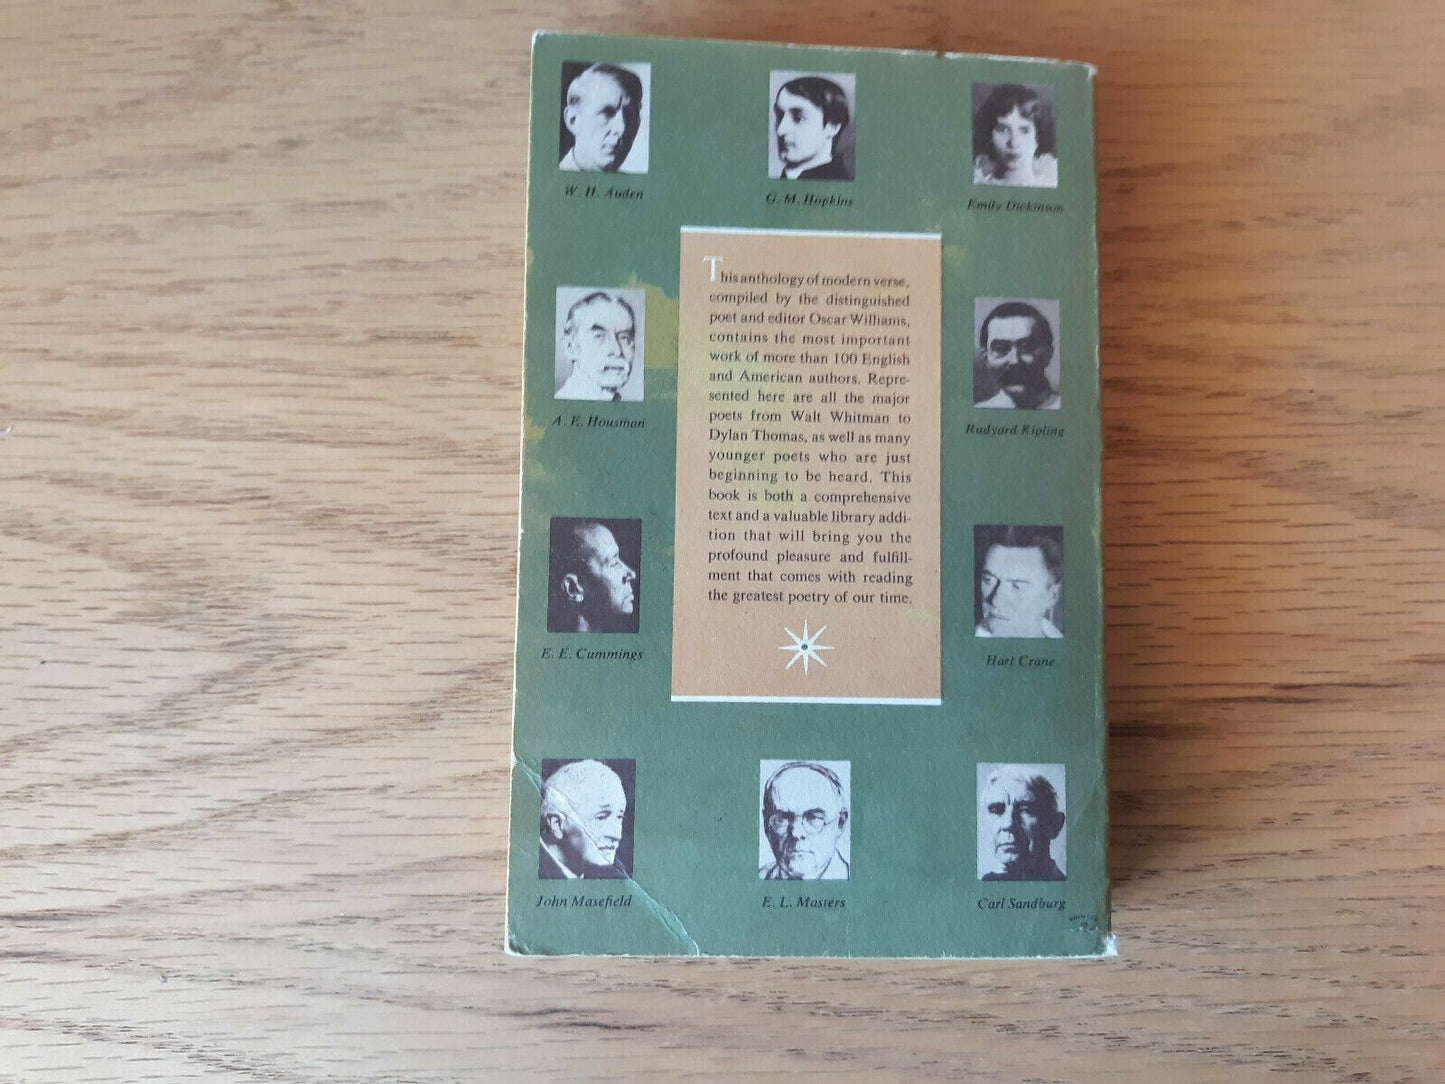 W. H. Auden
G. M. Hopkins
Emily Dickinson
This anthology of modern verse,
compiled by the distinguished
poet and editor Oscar Williams,
contains the most important
work of more than 100 English
and American authors. Repre-
sented here are all the major
poets from Walt Whitman to
Dylan Thomas, as well as many
younger poets who are just
beginning to be heard. This
book is both a comprehensive
text and a valuable library addi-
tion that will bring you the
profound pleasure and fulfill-
ment that comes with reading
the greatest poetry of our time.
A. E. Housman
Rudyard Kipling
E. E. Cummings
Hart Crane
John Masefield
E. L. Masters
Carl Sandburg
PRINTED